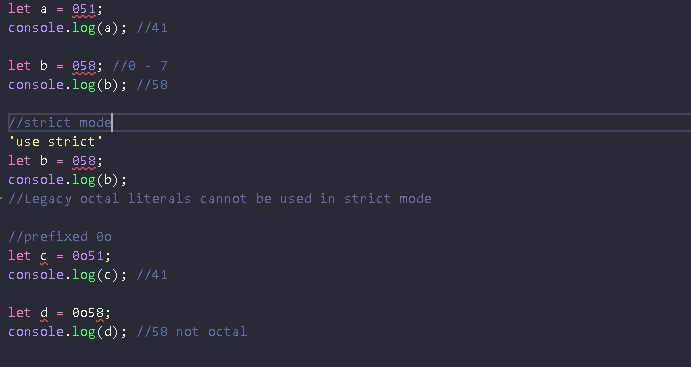 let a = 051;
console.log(a); //41
let b = 058; //0 - 7
console.log(b); //58
//strict mode
'use strict'
let b = 058;
console.log(b);
//Legacy octal literals cannot be used in strict mode
//prefixed 0o
let c = 0o51;
console.log(c); //41
let d = 0o58;
console.log(d); //58 not octal